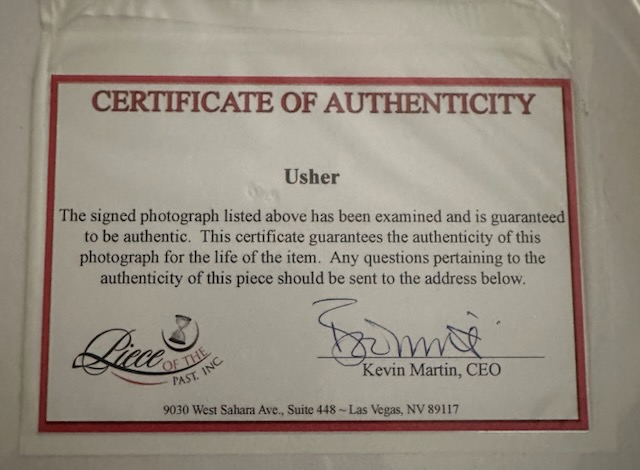 CERTIFICATE OF AUTHENTICITY
Usher
The signed photograph listed above has been examined and is guaranteed
to be authentic. This certificate guarantees the authenticity of this
photograph for the life of the item. Any questions pertaining to the
authenticity of this piece should be sent to the address below.
Piece
OF THE
PAST, INC.
Kevin Martin, CEO
9030 West Sahara Ave., Suite 448 ~ Las Vegas, NV 89117